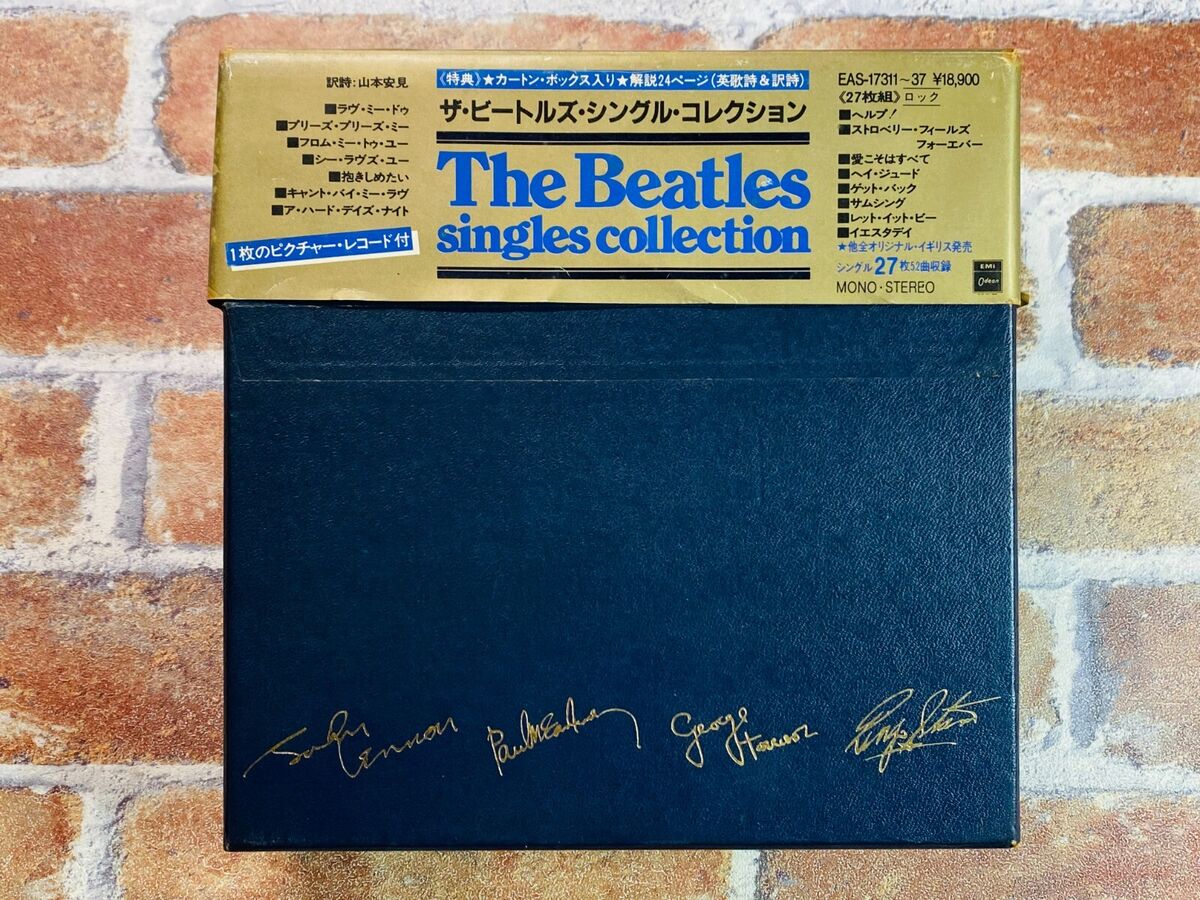 訳詩:山本安見
■ラヴ・ミー・ドゥ
■プリーズ・プリーズ・ミー
■フロム・ミー・トゥ・ユー
■シー・ラヴズ・ユー
■抱きしめたい
■キャント・バイ・ミー・ラヴ
■ア・ハード・デイズ・ナイト
1枚のピクチャー・レコード付
《特典》★カートン・ボックス入り★解説24ページ(英歌詩&訳詩)
ザ・ビートルズ・シングル・コレクション
The Beatles
singles collection
EAS-17311~37 ¥18,900
《27枚組》ロック
■ヘルプ!
■ストロベリー・フィールズ
フォーエバー
■愛こそはすべて
■ヘイ・ジュード
■ゲット・バック
■サムシング
■レット・イット・ビー
■イエスタデイ
★他全オリジナル・イギリス発売
シングル27枚52曲収録
MONO・STEREO
EMI
Odeon
John Lennon
Paul McCartney
George Harrison
Ringo Starr